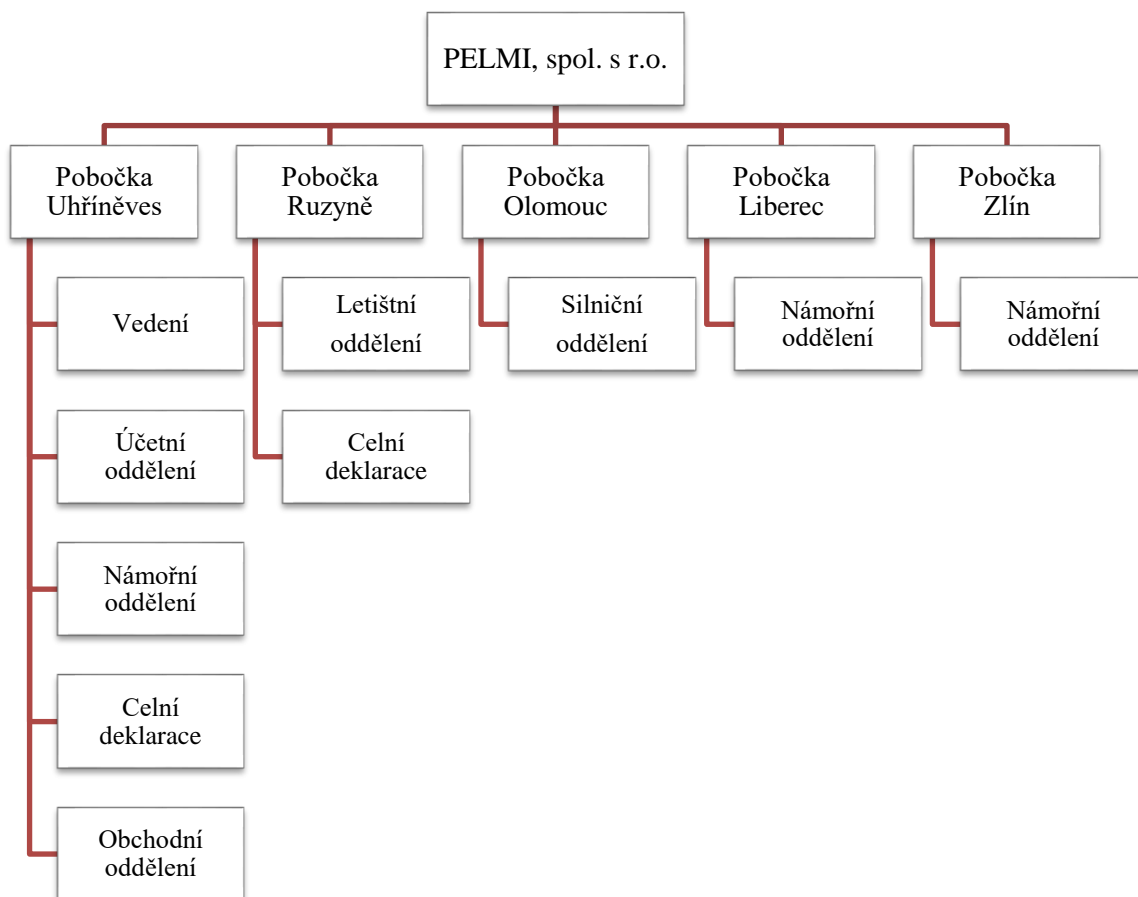 PELMI, spol. s r.o.
Pobočka
Uhříněves
Pobočka
Ruzyně
Pobočka
Olomouc
Pobočka
Liberec
Pobočka
Zlín
Vedení
Letištní
oddělení
Silniční
oddělení
Námořní
oddělení
Námořní
oddělení
Účetní
oddělení
Celní
deklarace
Námořní
oddělení
Celní
deklarace
Obchodní
oddělení